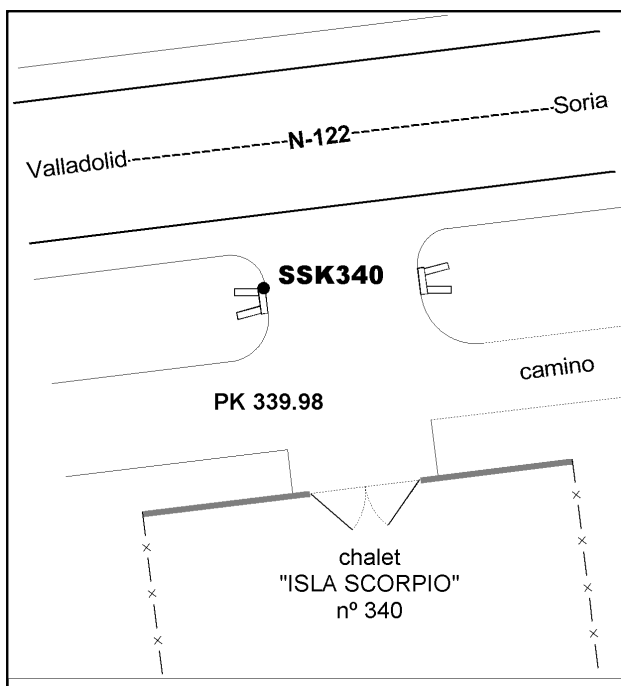 Soria
N-122
Valladolid
SSK340
camino
PK 339.98
chalet
"ISLA SCORPIO"
nº 340